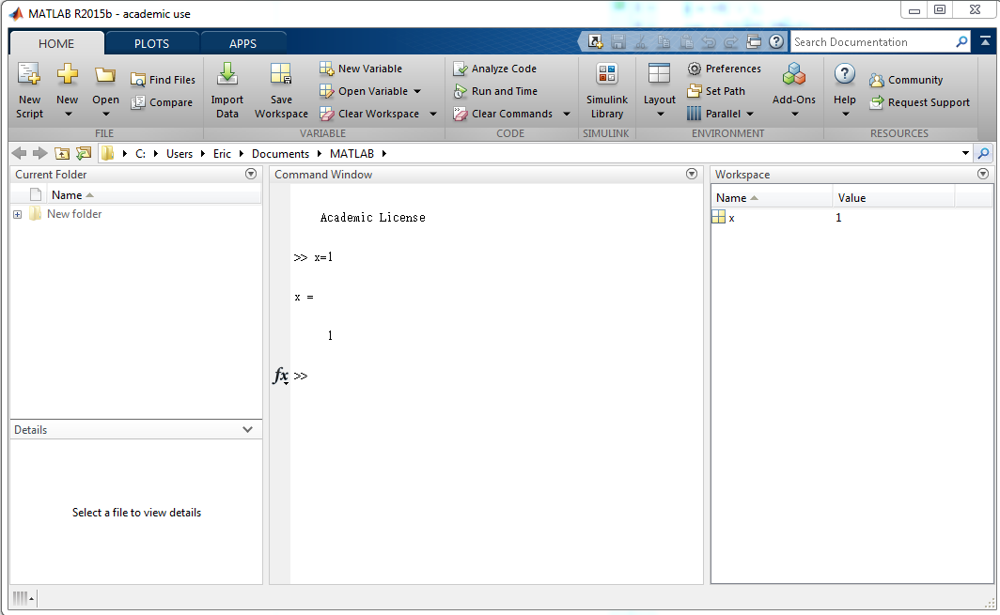 MATLAB R2015b - academic use
HOME PLOTS APPS
Search Documentation
New Script
New
Open
Find Files
Compare
FILE
Import Data
Save Workspace
New Variable
Open Variable
Clear Workspace
VARIABLE
Analyze Code
Run and Time
Clear Commands
CODE
Simulink Library
SIMULINK
Layout
Preferences
Set Path
Parallel
Add-Ons
ENVIRONMENT
Help
Community
Request Support
RESOURCES
C: Users Eric Documents MATLAB
Current Folder
Name
New folder
Details
Select a file to view details
Command Window
Academic License
>> x=1
x =
1
fx >>
Workspace
Name Value
x 1